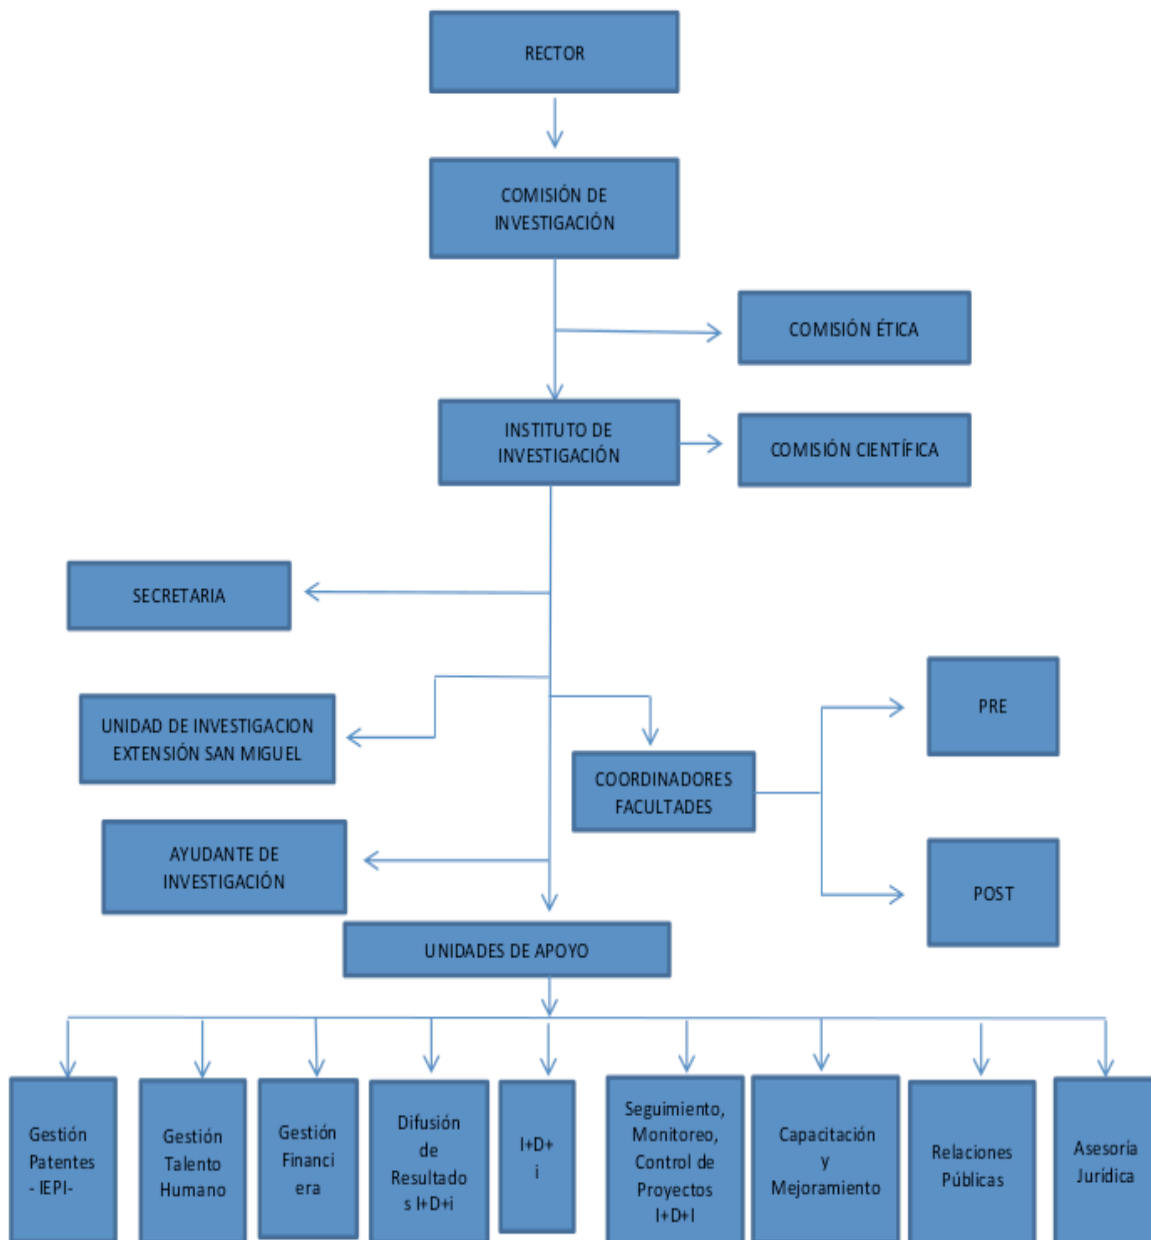 RECTOR
COMISIÓN DE
INVESTIGACIÓN
COMISIÓN ÉTICA
INSTITUTO DE
INVESTIGACIÓN
COMISIÓN CIENTÍFICA
SECRETARIA
UNIDAD DE INVESTIGACION
EXTENSIÓN SAN MIGUEL
PRE
COORDINADORES
FACULTADES
AYUDANTE DE
INVESTIGACIÓN
POST
UNIDADES DE APOYO
Gestión
Patentes
- IEPI-
Gestión
Talento
Humano
Gestión
Financi
era
Difusión
de
Resultado
s I+D+i
I+D+
i
Seguimiento,
Monitoreo,
Control de
Proyectos
I+D+I
Capacitación
y
Mejoramiento
Relaciones
Públicas
Asesoría
Jurídica